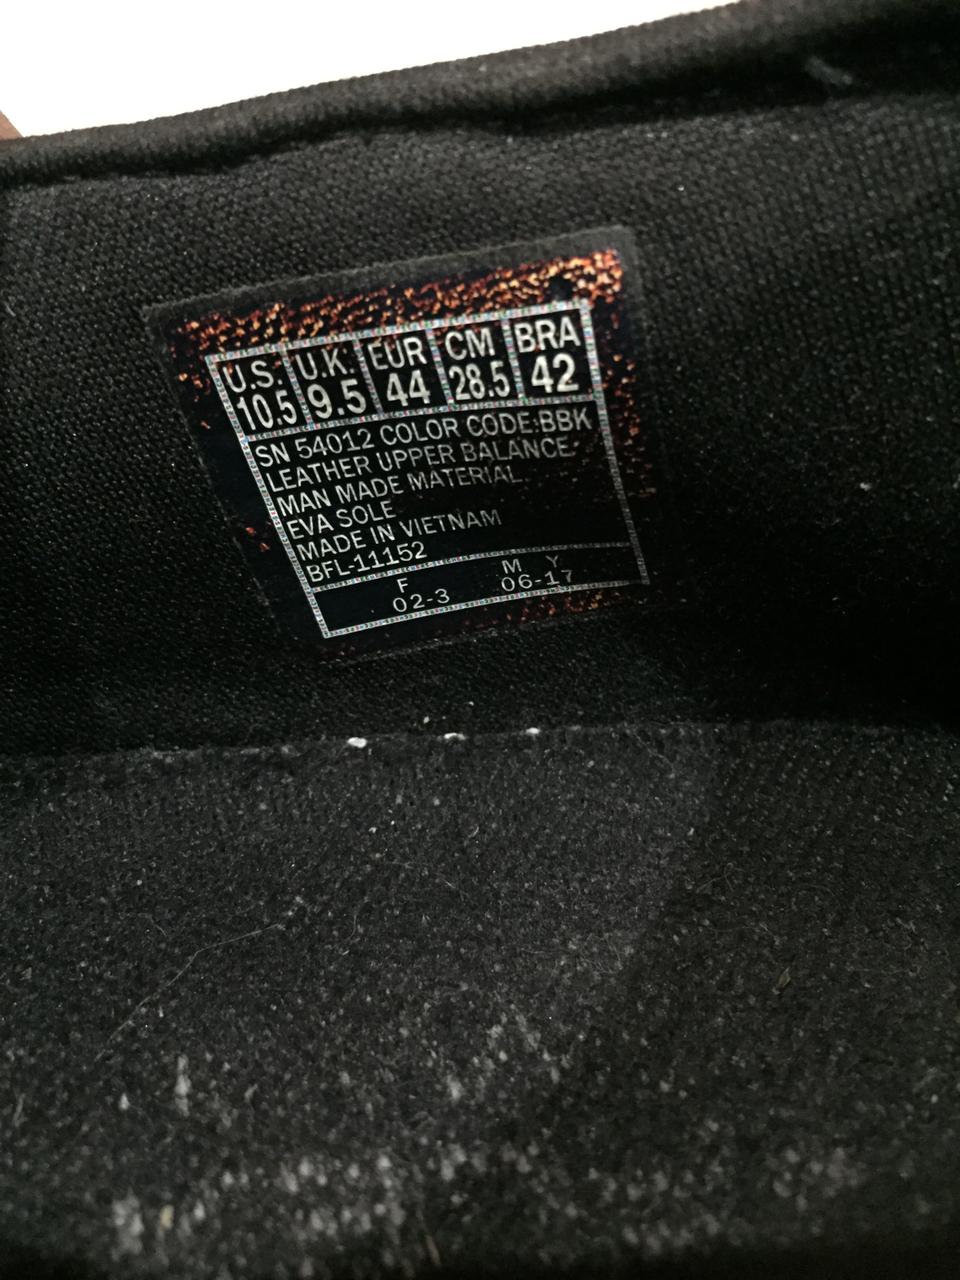 U.S. U.K. EUR CM BRA
10.5 9.5 44 28.5 42
SN 54012 COLOR CODE:BBK
LEATHER UPPER BALANCE
MAN MADE MATERIAL
EVA SOLE
MADE IN VIETNAM
BFL-11152
F M Y
02-3 06-17